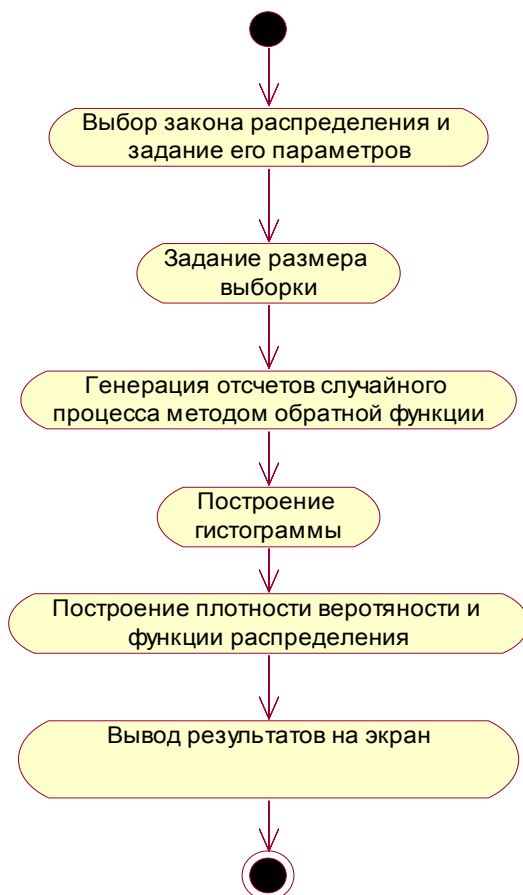 Выбор закона распределения и
задание его параметров
Задание размера
выборки
Генерация отсчетов случайного
процесса методом обратной функции
Построение
гистограммы
Построение плотности веротяности и
функции распределения
Вывод результатов на экран